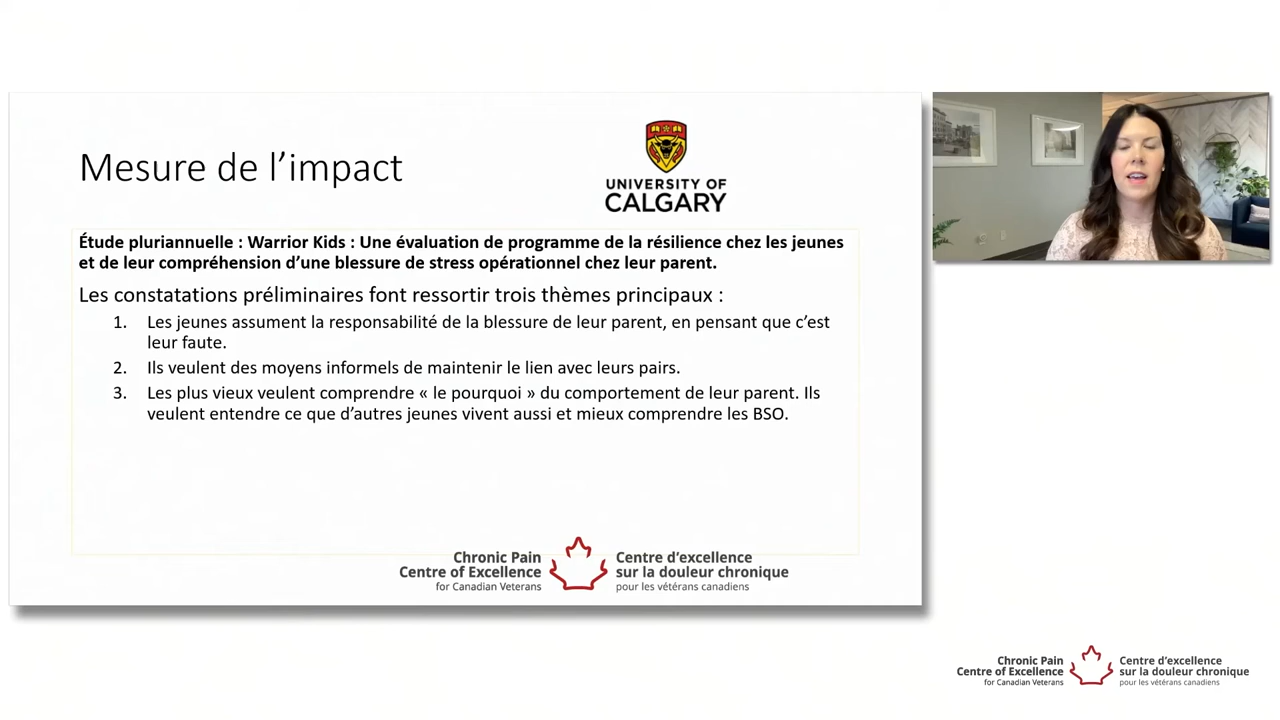 Mesure de l’impact
UNIVERSITY OF
CALGARY
Étude pluriannuelle : Warrior Kids : Une évaluation de programme de la résilience chez les jeunes
et de leur compréhension d’une blessure de stress opérationnel chez leur parent.
Les constatations préliminaires font ressortir trois thèmes principaux :
1. Les jeunes assument la responsabilité de la blessure de leur parent, en pensant que c’est
leur faute.
2. Ils veulent des moyens informels de maintenir le lien avec leurs pairs.
3. Les plus vieux veulent comprendre « le pourquoi » du comportement de leur parent. Ils
veulent entendre ce que d’autres jeunes vivent aussi et mieux comprendre les BSO.
Chronic Pain
Centre of Excellence
for Canadian Veterans
Centre d’excellence
sur la douleur chronique
pour les vétérans canadiens
Chronic Pain
Centre of Excellence
for Canadian Veterans
Centre d’excellence
sur la douleur chronique
pour les vétérans canadiens